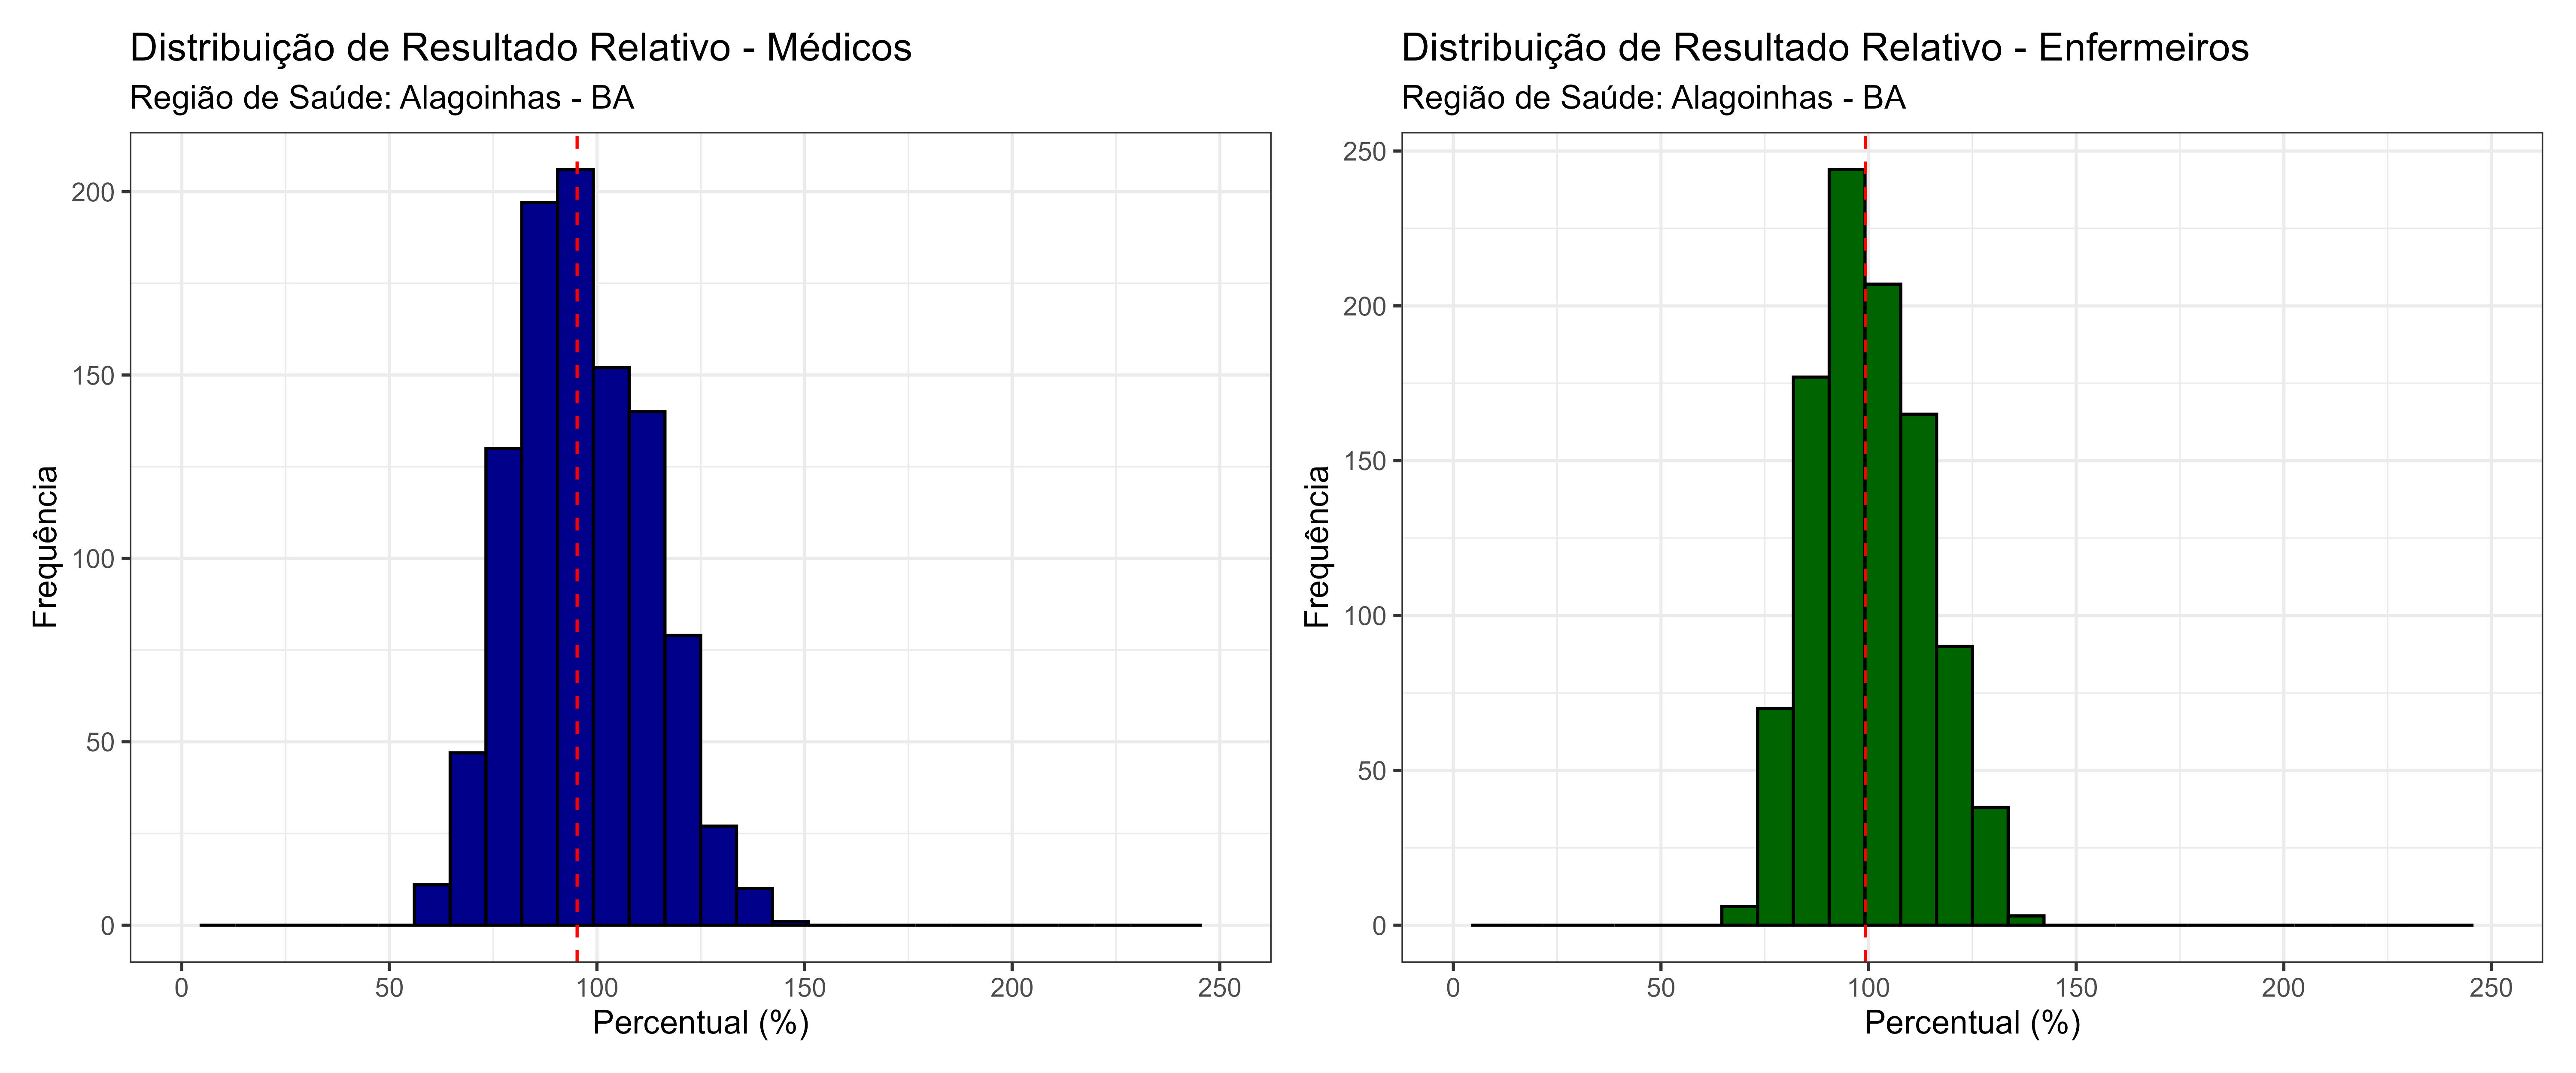 Distribuição de Resultado Relativo - Médicos
Região de Saúde: Alagoinhas - BA
200
150
100
50
0
Frequência
0 50 100 150 200 250
Percentual (%)
Distribuição de Resultado Relativo - Enfermeiros
Região de Saúde: Alagoinhas - BA
250
200
150
100
50
0
Frequência
0 50 100 150 200 250
Percentual (%)